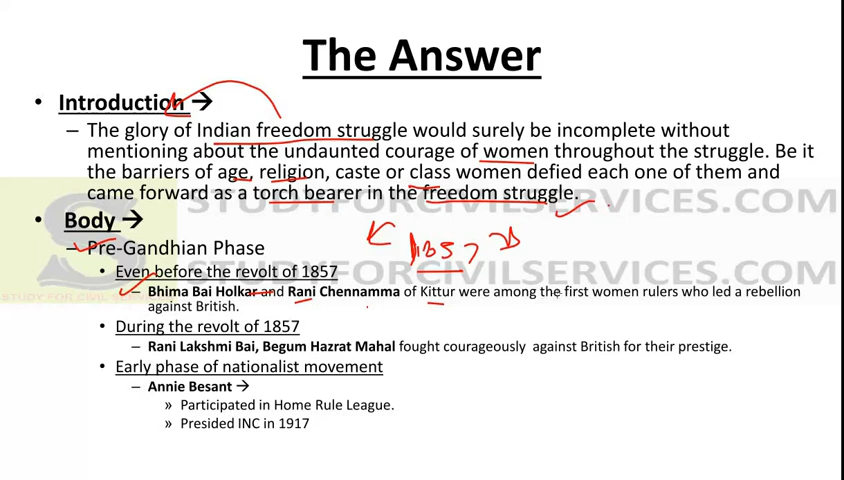 The Answer
• Introduction →
– The glory of Indian freedom struggle would surely be incomplete without
mentioning about the undaunted courage of women throughout the struggle. Be it
the barriers of age, religion, caste or class women defied each one of them and
came forward as a torch bearer in the freedom struggle.
STUDYFORCIVILSERVICES.COM
• Body →
– Pre-Gandhian Phase
1857
• Even before the revolt of 1857
– Bhima Bai Holkar and Rani Chennamma of Kittur were among the first women rulers who led a rebellion
against British.
STUDYFORCIVILSERVICES.COM
STUDY FOR CIVIL SERVICES
• During the revolt of 1857
– Rani Lakshmi Bai, Begum Hazrat Mahal fought courageously against British for their prestige.
• Early phase of nationalist movement
– Annie Besant →
» Participated in Home Rule League.
» Presided INC in 1917